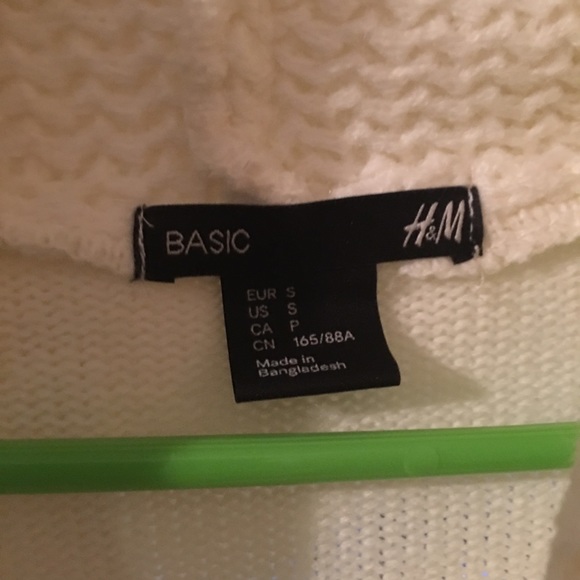 BASIC H&M
EUR S
US S
CA P
CN 165/88A
Made in
Bangladesh